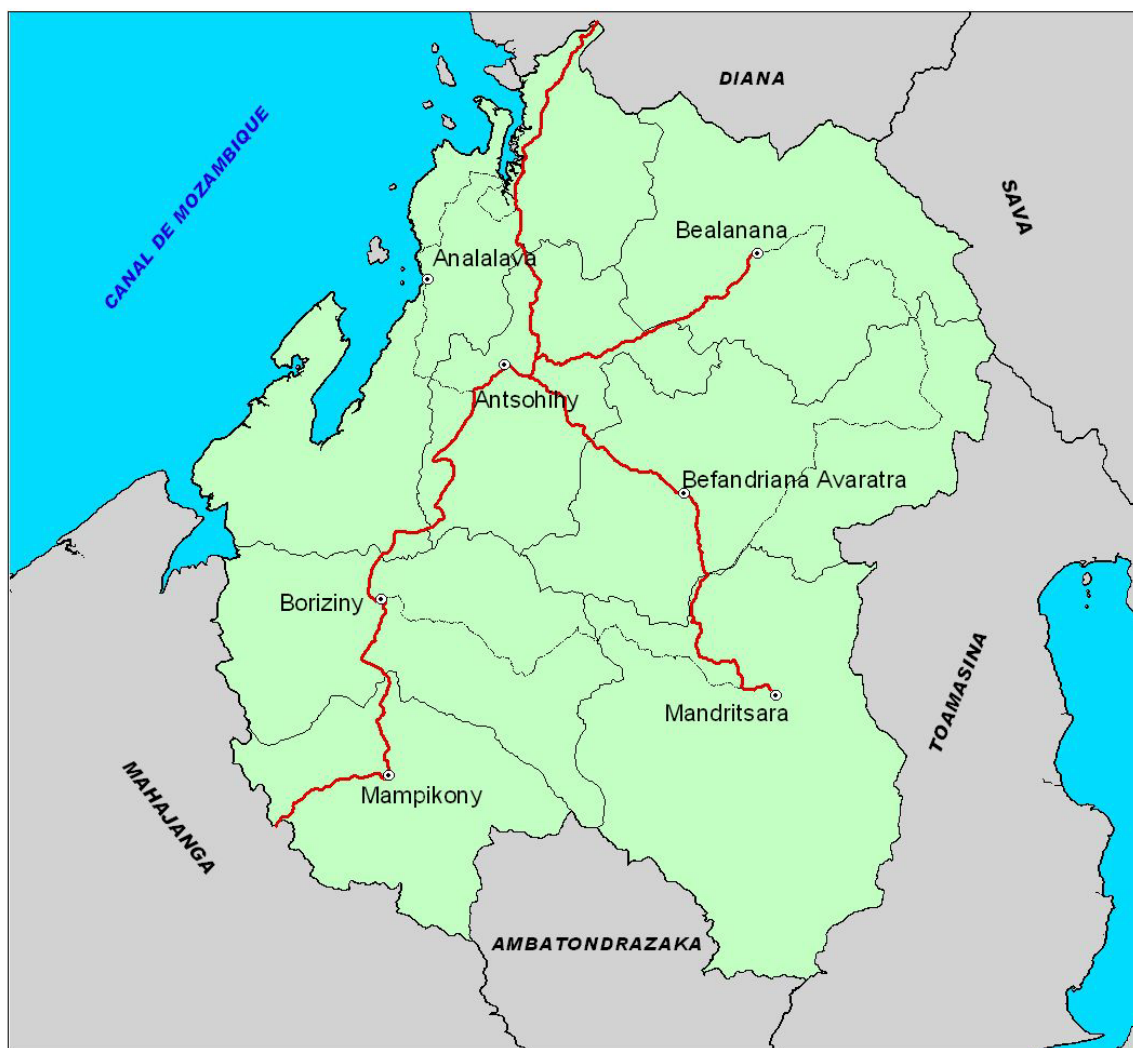 DIANA
CANAL DE MOZAMBIQUE
SAVA
Bealanana
Analalava
Antsohihy
Befandriana Avaratra
Boriziny
TOAMASINA
Mandritsara
MAHAJANGA
Mampikony
AMBATONDRAZAKA